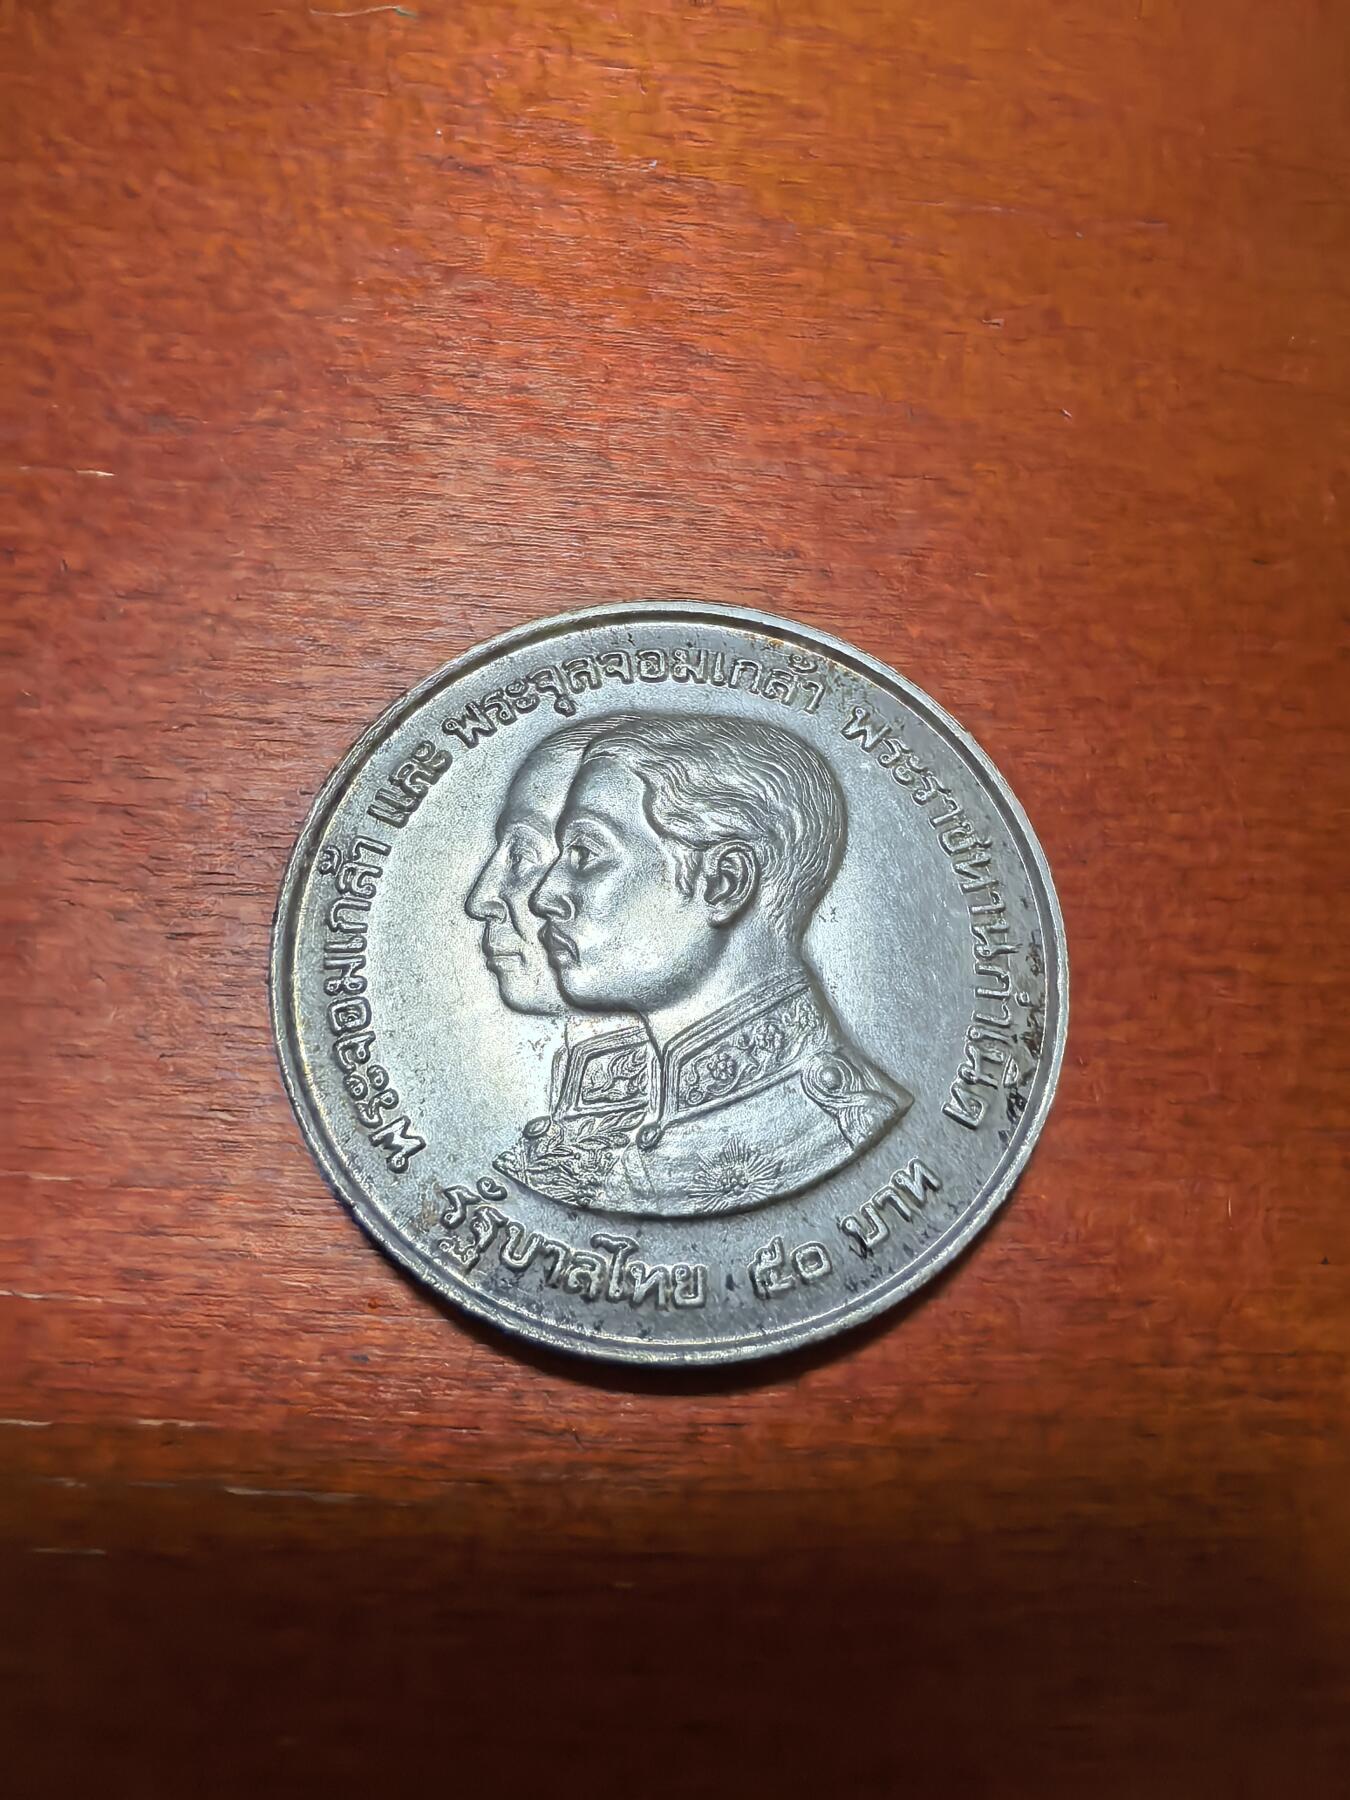 พระจอมเกล้า และ พระจุลจอมเกล้า พระราชทานปกาเนิด
รัฐบาลไทย ๕๐ บาท